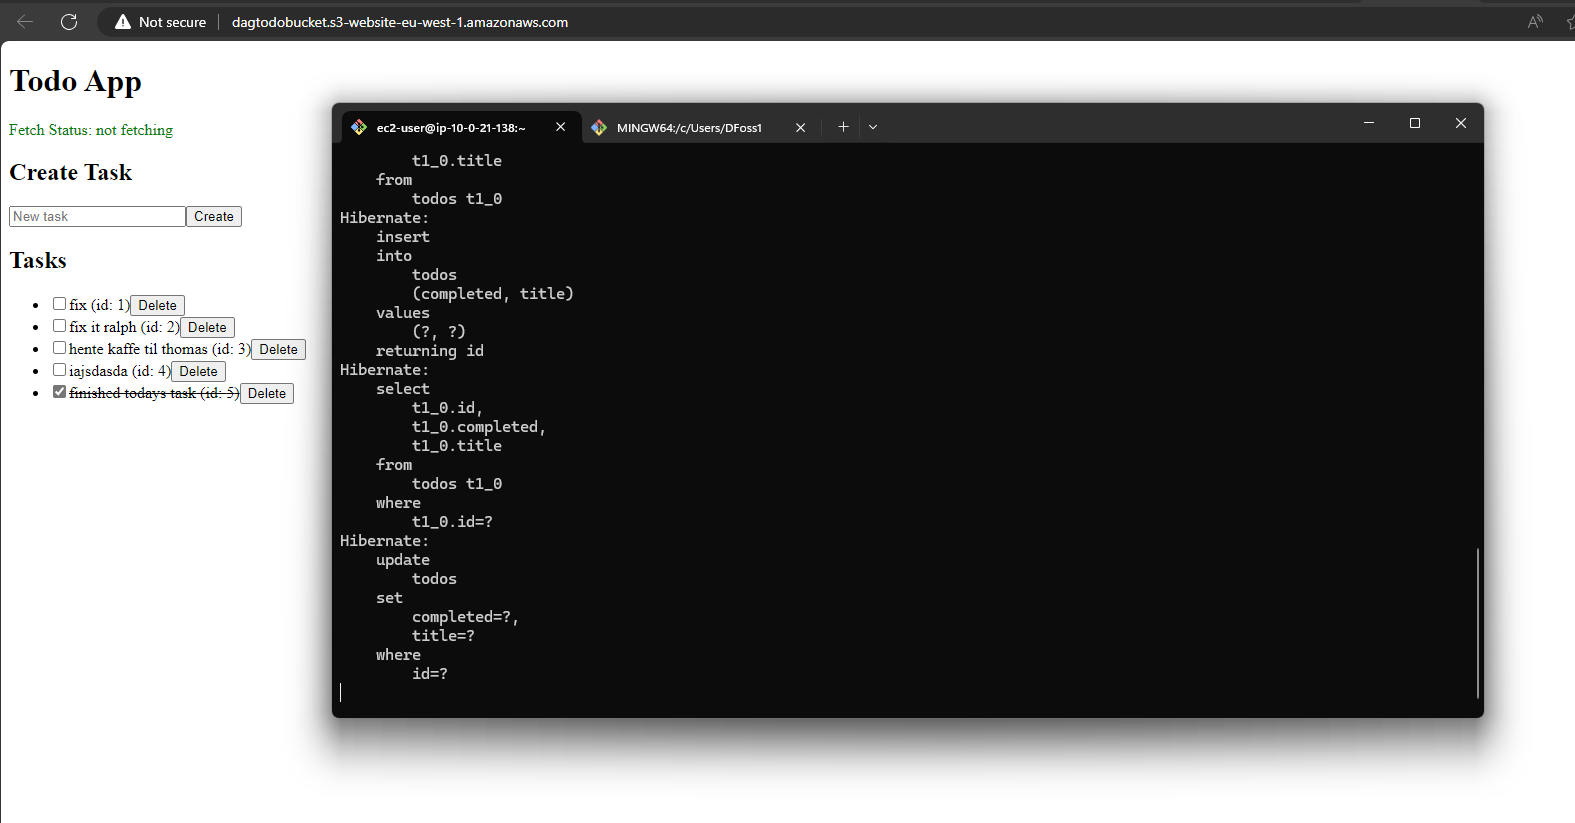 Not secure
dagtodobucket.s3-website-eu-west-1.amazonaws.com
Todo App
Fetch Status: not fetching
Create Task
New task
Create
Tasks
fix (id: 1) Delete
fix it ralph (id: 2) Delete
hente kaffe til thomas (id: 3) Delete
iajsdasda (id: 4) Delete
finished todays task (id: 5) Delete
ec2-user@ip-10-0-21-138:~
MINGW64:/c/Users/DFoss1
t1_0.title
from
todos t1_0
Hibernate:
insert
into
todos
(completed, title)
values
(?, ?)
returning id
Hibernate:
select
t1_0.id,
t1_0.completed,
t1_0.title
from
todos t1_0
where
t1_0.id=?
Hibernate:
update
todos
set
completed=?,
title=?
where
id=?